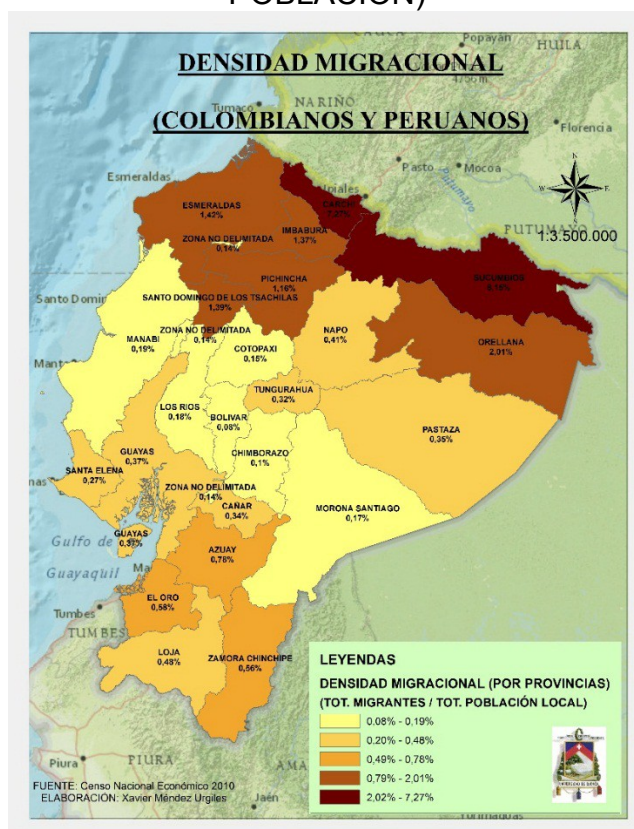 POBLACIÓN)
DENSIDAD MIGRACIONAL
(COLOMBIANOS Y PERUANOS)
Popayan
HUILA
Tumaco
NARIÑO
Florencia
Pasto
Mocoa
Esmeraldas
Ipiales
Putumayo
PUTUMAYO
N
W
E
S
1:3.500.000
ESMERALDAS
1,42%
CARCHI
7,27%
IMBABURA
1,37%
ZONA NO DELIMITADA
0,14%
PICHINCHA
1,16%
SUCUMBIOS
Santo Domin
SANTO DOMINGO DE LOS TSACHILAS
1,39%
ZONA NO DELIMITADA
0,14%
NAPO
0,41%
ORELLANA
2,01%
MANABI
0,19%
COTOPAXI
Mant
TUNGURAHUA
0,32%
LOS RIOS
0,18%
BOLIVAR
0,08%
PASTAZA
0,35%
GUAYAS
0,37%
CHIMBORAZO
0,1%
SANTA ELENA
0,27%
ZONA NO DELIMITADA
0,14%
CAÑAR
0,34%
MORONA SANTIAGO
0,17%
GUAYAS
0,37%
Gulfo de
Guayaquil
Ma
AZUAY
0,78%
EL ORO
0,58%
Tumbes
TUMBES
LOJA
0,48%
ZAMORA CHINCHIPE
0,56%
LEYENDAS
DENSIDAD MIGRACIONAL (POR PROVINCIAS)
(TOT. MIGRANTES / TOT. POBLACIÓN LOCAL)
0.08% - 0,19%
0.20% - 0,48%
0,49% - 0,78%
0,79% - 2,01%
2,02% - 7,27%
Piura
PIURA
AMA
Jaén
FUENTE: Censo Nacional Económico 2010
ELABORACIÓN: Xavier Méndez Urgiles